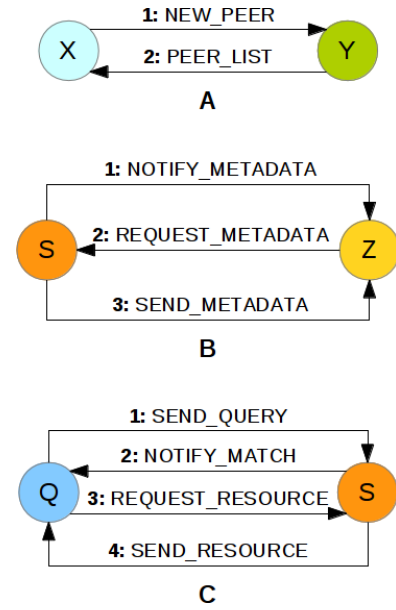 1: NEW_PEER
X
Y
2: PEER_LIST
A
1: NOTIFY_METADATA
S
2: REQUEST_METADATA
Z
3: SEND_METADATA
B
1: SEND_QUERY
2: NOTIFY_MATCH
Q
S
3: REQUEST_RESOURCE
4: SEND_RESOURCE
C